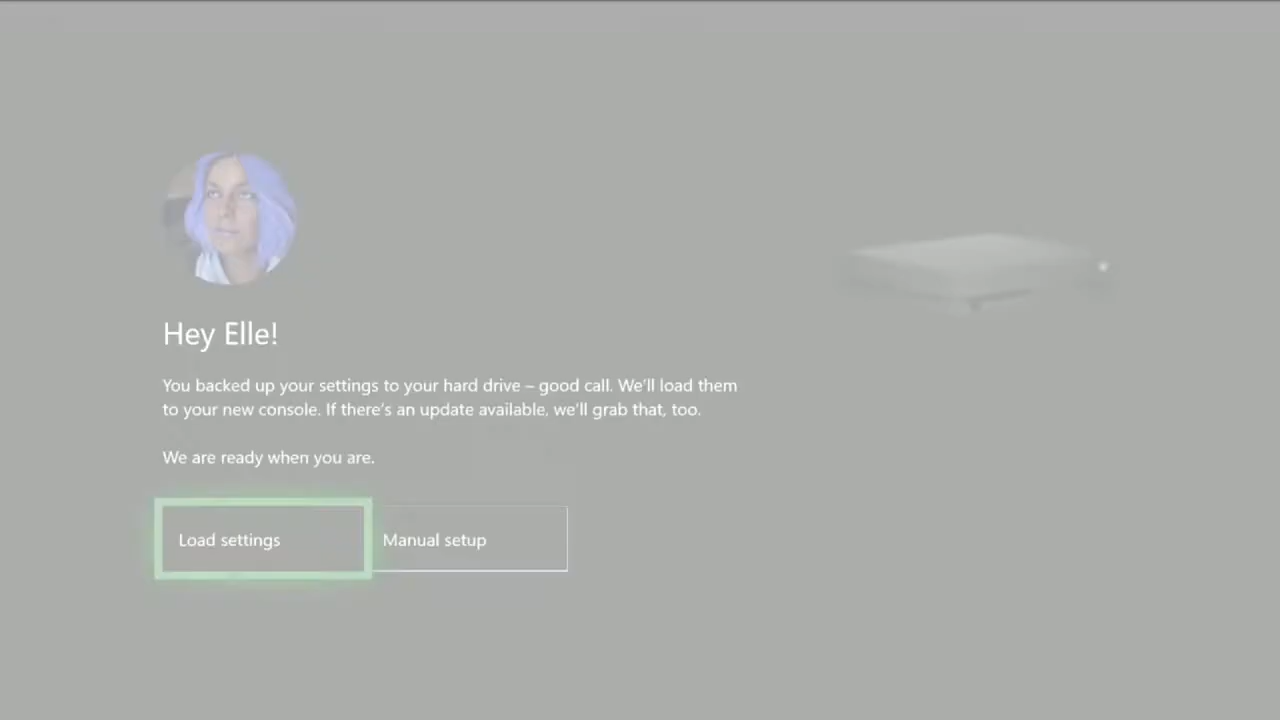 Hey Elle!
You backed up your settings to your hard drive – good call. We'll load them
to your new console. If there's an update available, we'll grab that, too.
We are ready when you are.
Load settings
Manual setup